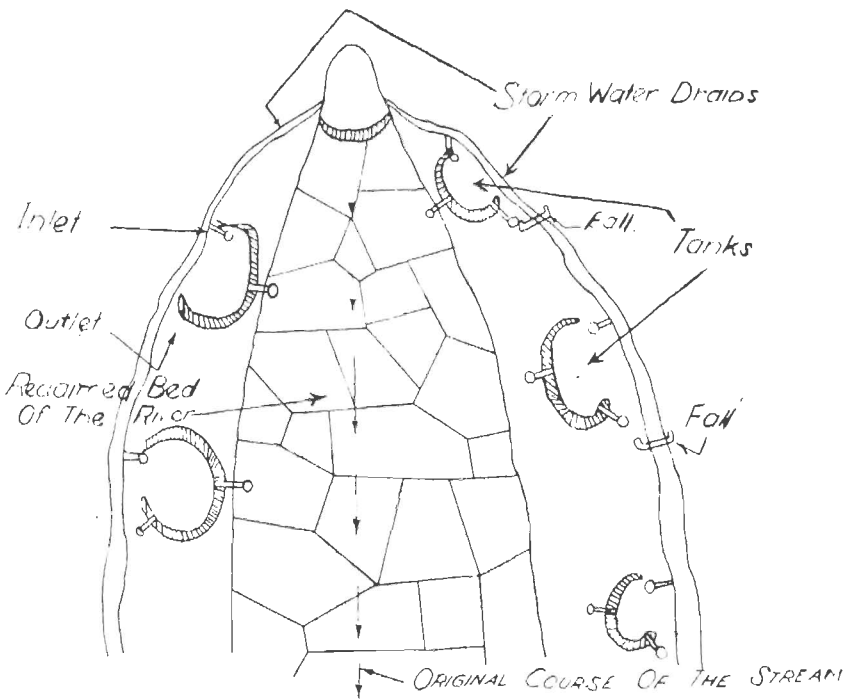 Storm Water Drains
Inlet
Fall.
Tanks
Outlet
Reclaimed Bed
Of The River
Fall
ORIGINAL COURSE OF THE STREAM